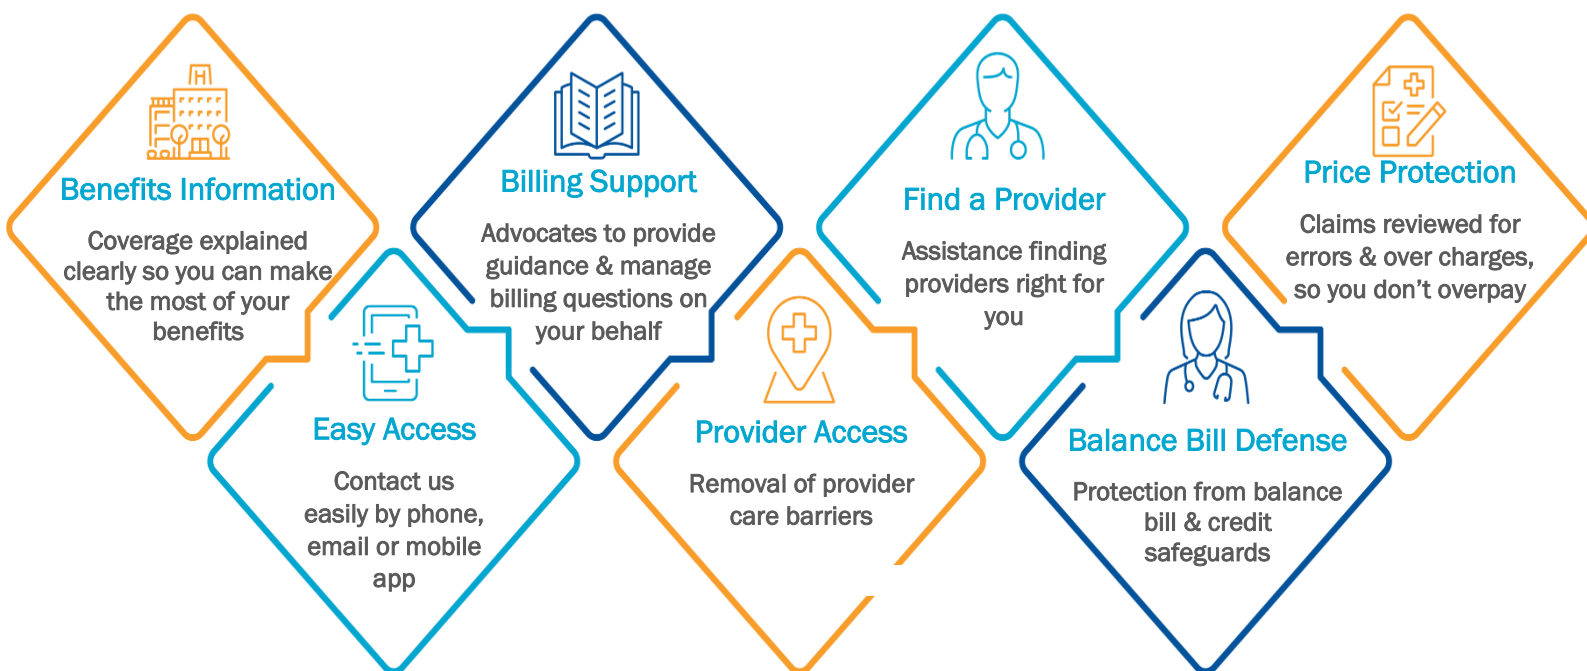 Benefits Information
Coverage explained
clearly so you can make
the most of your
benefits
Easy Access
Contact us
easily by phone,
email or mobile
app
Billing Support
Advocates to provide
guidance & manage
billing questions on
your behalf
Provider Access
Removal of provider
care barriers
Find a Provider
Assistance finding
providers right for
you
Balance Bill Defense
Protection from balance
bill & credit
safeguards
Price Protection
Claims reviewed for
errors & over charges,
so you don't overpay
H